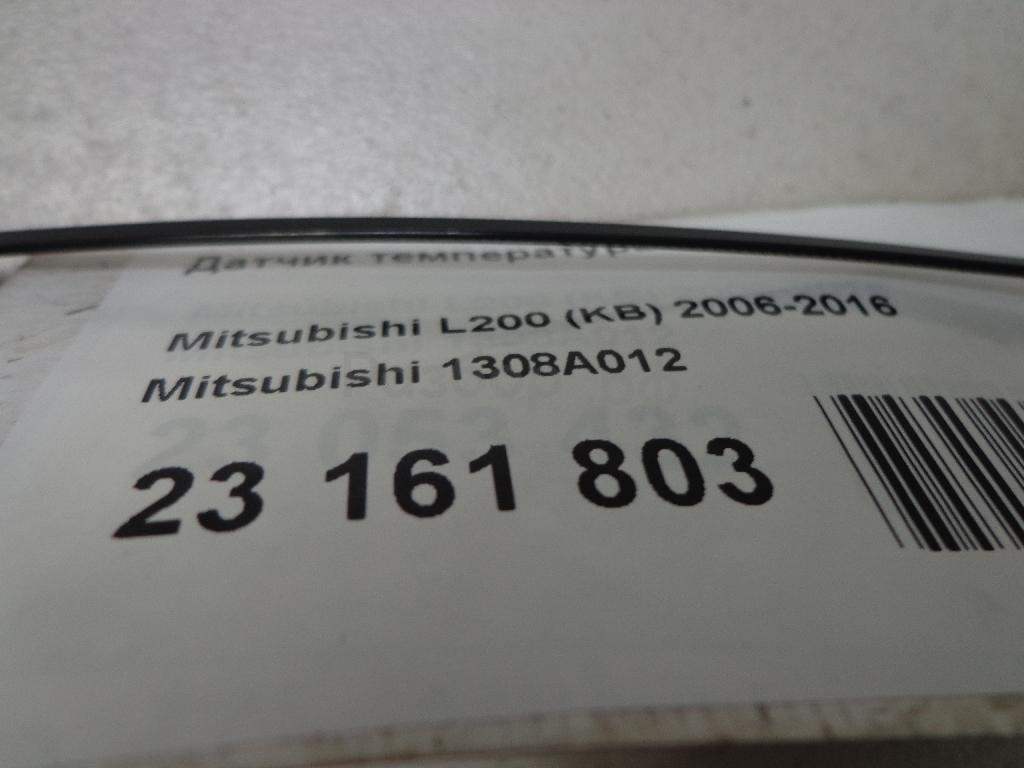 Датчик температуры
Mitsubishi L200 (KB) 2006-2016
Mitsubishi 1308A012
23 161 803